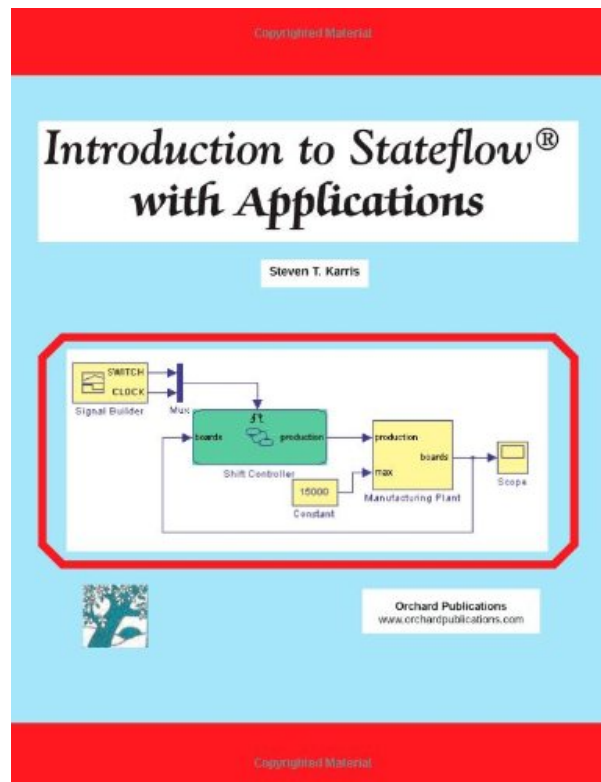 Copyrighted Material
Introduction to Stateflow®
with Applications
Steven T. Karris
SWITCH
CLOCK
Signal Builder
Mux
boards
production
Shift Controller
15000
Constant
production
max
boards
Manufacturing Plant
Scope
Orchard Publications
www.orchardpublications.com
Copyrighted Material